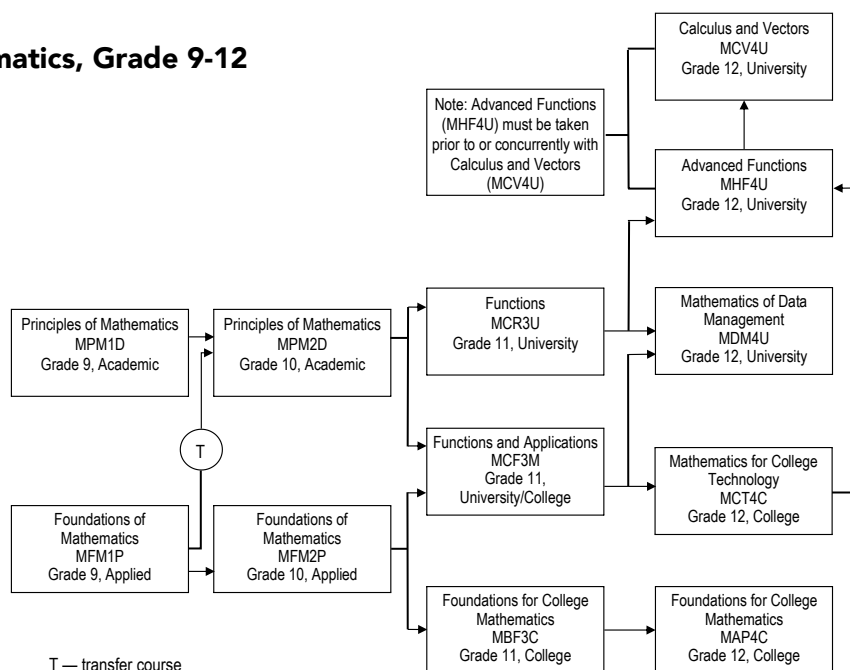 matics, Grade 9-12
Calculus and Vectors
MCV4U
Grade 12, University
Note: Advanced Functions
(MHF4U) must be taken
prior to or concurrently with
Calculus and Vectors
(MCV4U)
Advanced Functions
MHF4U
Grade 12, University
Principles of Mathematics
MPM1D
Grade 9, Academic
Principles of Mathematics
MPM2D
Grade 10, Academic
Functions
MCR3U
Grade 11, University
Mathematics of Data
Management
MDM4U
Grade 12, University
T
Functions and Applications
MCF3M
Grade 11,
University/College
Mathematics for College
Technology
MCT4C
Grade 12, College
Foundations of
Mathematics
MFM1P
Grade 9, Applied
Foundations of
Mathematics
MFM2P
Grade 10, Applied
Foundations for College
Mathematics
MBF3C
Grade 11, College
Foundations for College
Mathematics
MAP4C
Grade 12, College
T — transfer course